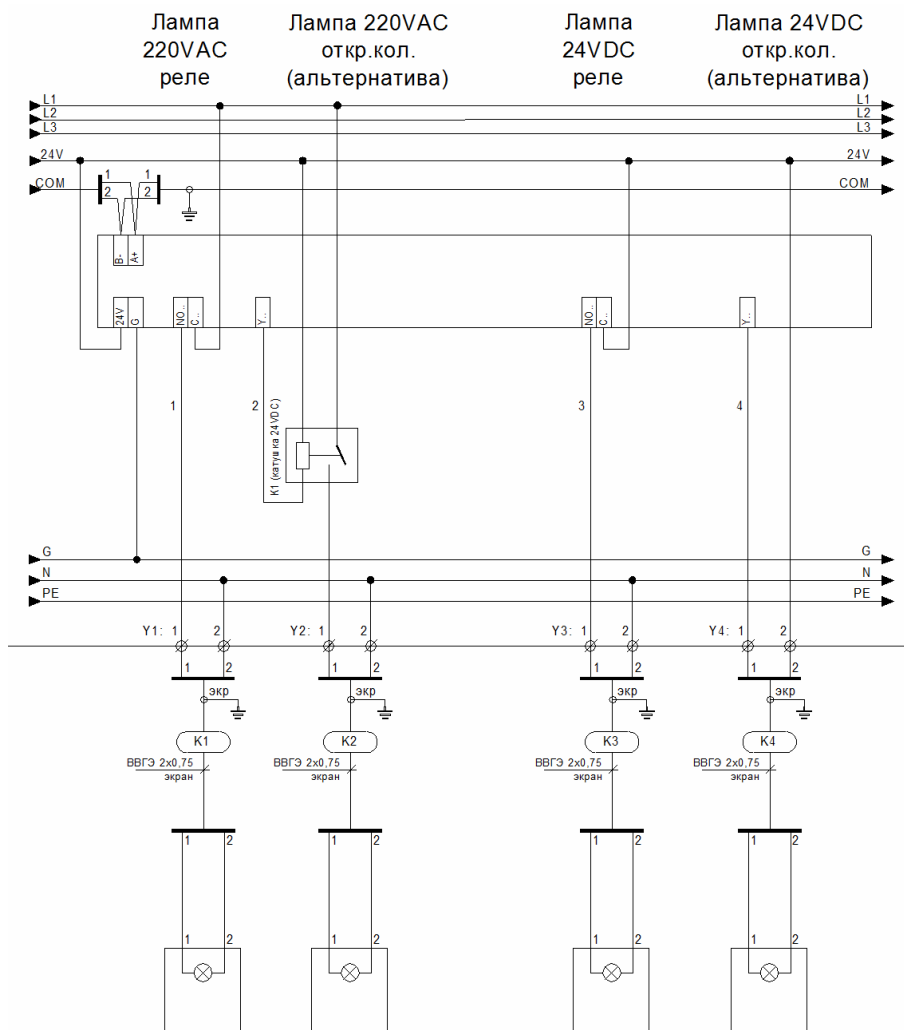 Лампа
220VAC
реле
Лампа 220VAC
откр.кол.
(альтернатива)
Лампа
24VDC
реле
Лампа 24VDC
откр.кол.
(альтернатива)
L1 L1
L2 L2
L3 L3
24V 24V
COM 1 1 COM
2 2
B- A+
24V G NO.. C.. Y.. NO.. C.. Y..
1 2 3 4
K1 (катушка 24VDC)
G G
N N
PE PE
Y1: 1 2 Y2: 1 2 Y3: 1 2 Y4: 1 2
1 2 1 2 1 2 1 2
экр экр экр экр
K1 K2 K3 K4
ВВГЭ 2x0,75 ВВГЭ 2x0,75 ВВГЭ 2x0,75 ВВГЭ 2x0,75
экран экран экран экран
1 2 1 2 1 2 1 2
1 2 1 2 1 2 1 2